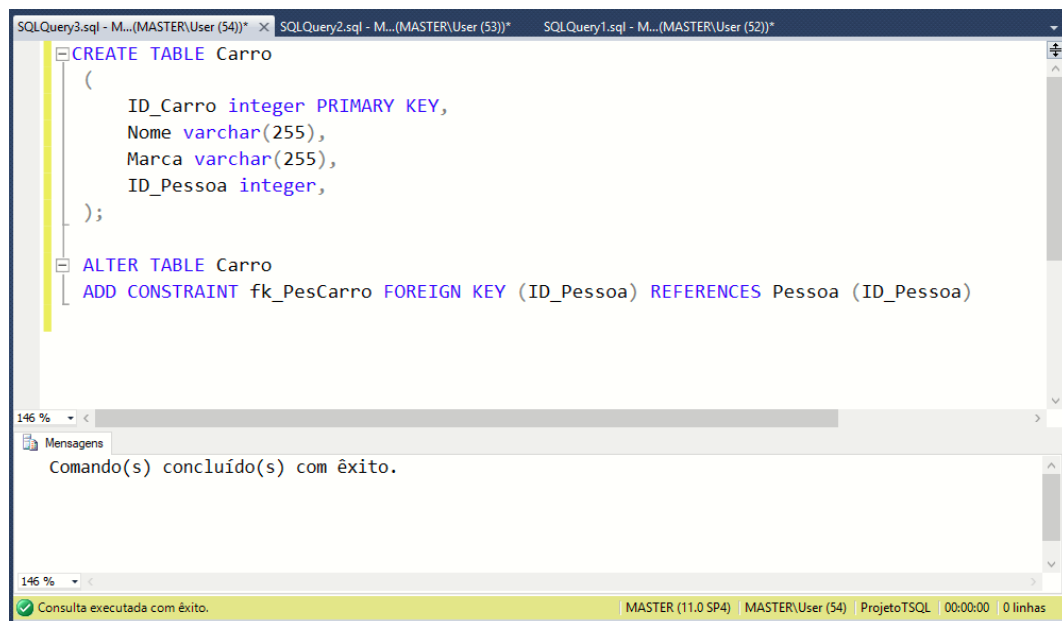 SQLQuery3.sql - M...(MASTER\User (54))* × SQLQuery2.sql - M...(MASTER\User (53))* SQLQuery1.sql - M...(MASTER\User (52))*
CREATE TABLE Carro
(
ID_Carro integer PRIMARY KEY,
Nome varchar(255),
Marca varchar(255),
ID_Pessoa integer,
);
ALTER TABLE Carro
ADD CONSTRAINT fk_PesCarro FOREIGN KEY (ID_Pessoa) REFERENCES Pessoa (ID_Pessoa)
146 %
Mensagens
Comando(s) concluído(s) com êxito.
146 %
Consulta executada com êxito. MASTER (11.0 SP4) MASTER\User (54) ProjetoTSQL 00:00:00 0 linhas